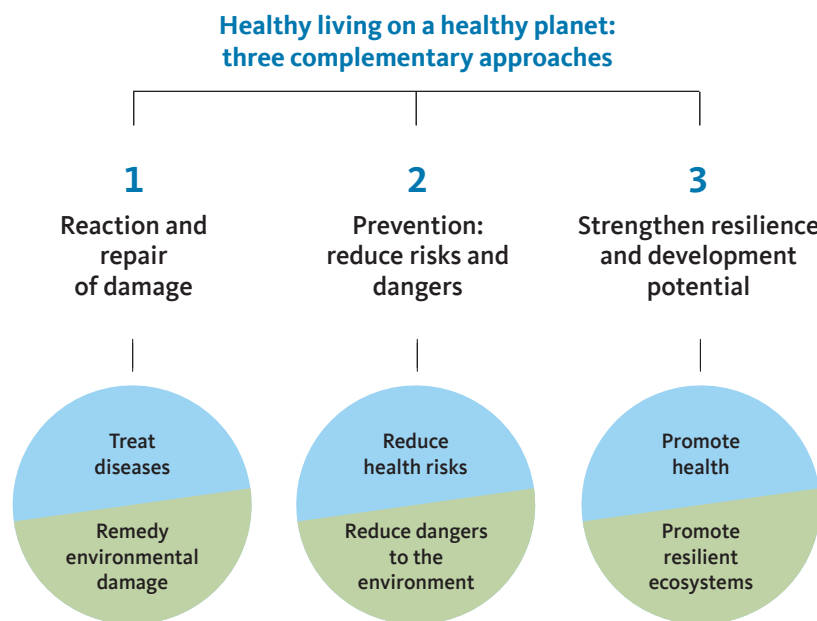 Healthy living on a healthy planet:
three complementary approaches
1
Reaction and
repair
of damage
2
Prevention:
reduce risks and
dangers
3
Strengthen resilience
and development
potential
Treat
diseases
Remedy
environmental
damage
Reduce
health risks
Reduce dangers
to the
environment
Promote
health
Promote
resilient
ecosystems